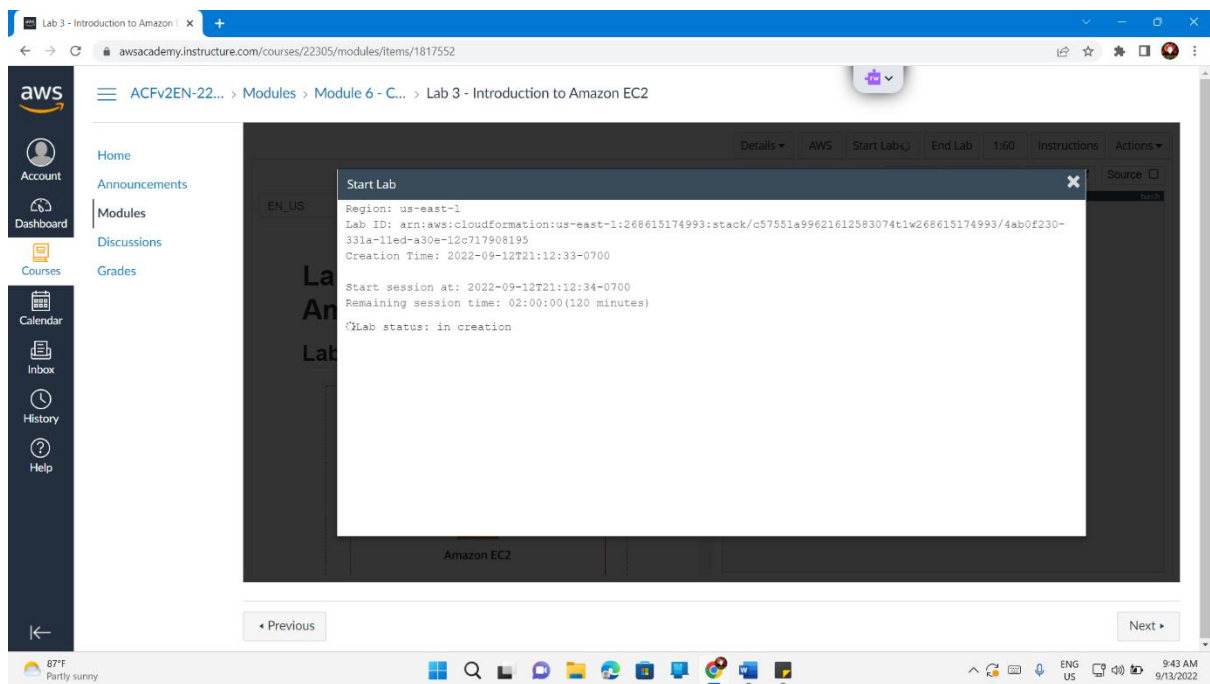 Lab 3 - Introduction to Amazon E
awsacademy.instructure.com/courses/22305/modules/items/1817552
aws
ACFv2EN-22... > Modules > Module 6 - C... > Lab 3 - Introduction to Amazon EC2
Account
Dashboard
Courses
Calendar
Inbox
History
Help
Home
Announcements
Modules
Discussions
Grades
Details
AWS
Start Lab
End Lab
1:60
Instructions
Actions
Source
bash
EN_US
La
Am
Lab
Start Lab
Region: us-east-1
Lab ID: arn:aws:cloudformation:us-east-1:268615174993:stack/c57551a99621612583074t1w268615174993/4ab0f230-
331a-11ed-a30e-12c717908195
Creation Time: 2022-09-12T21:12:33-0700
Start session at: 2022-09-12T21:12:34-0700
Remaining session time: 02:00:00(120 minutes)
Lab status: in creation
Amazon EC2
Previous
Next
87°F
Partly sunny
ENG
US
9:43 AM
9/13/2022